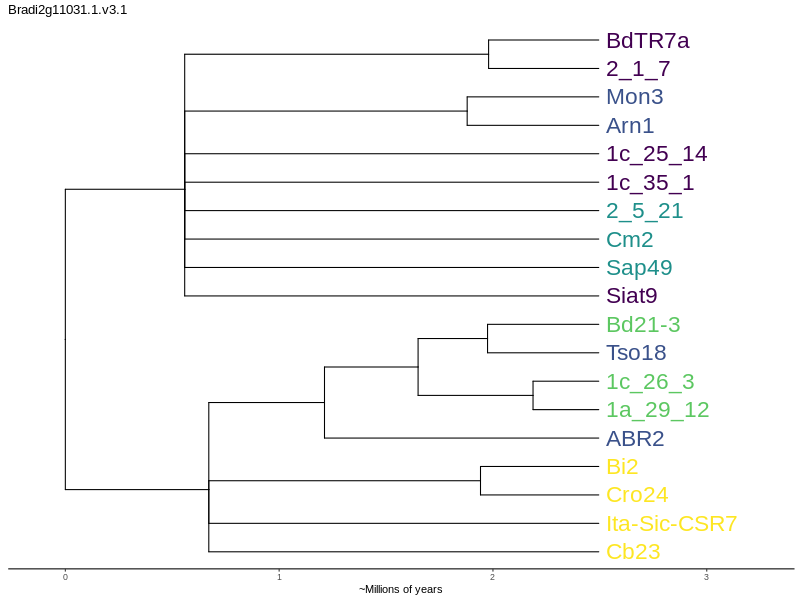 Bradi2g11031.1.v3.1
BdTR7a
2_1_7
Mon3
Arn1
1c_25_14
1c_35_1
2_5_21
Cm2
Sap49
Siat9
Bd21-3
Tso18
1c_26_3
1a_29_12
ABR2
Bi2
Cro24
Ita-Sic-CSR7
Cb23
0 1 2 3
~Millions of years